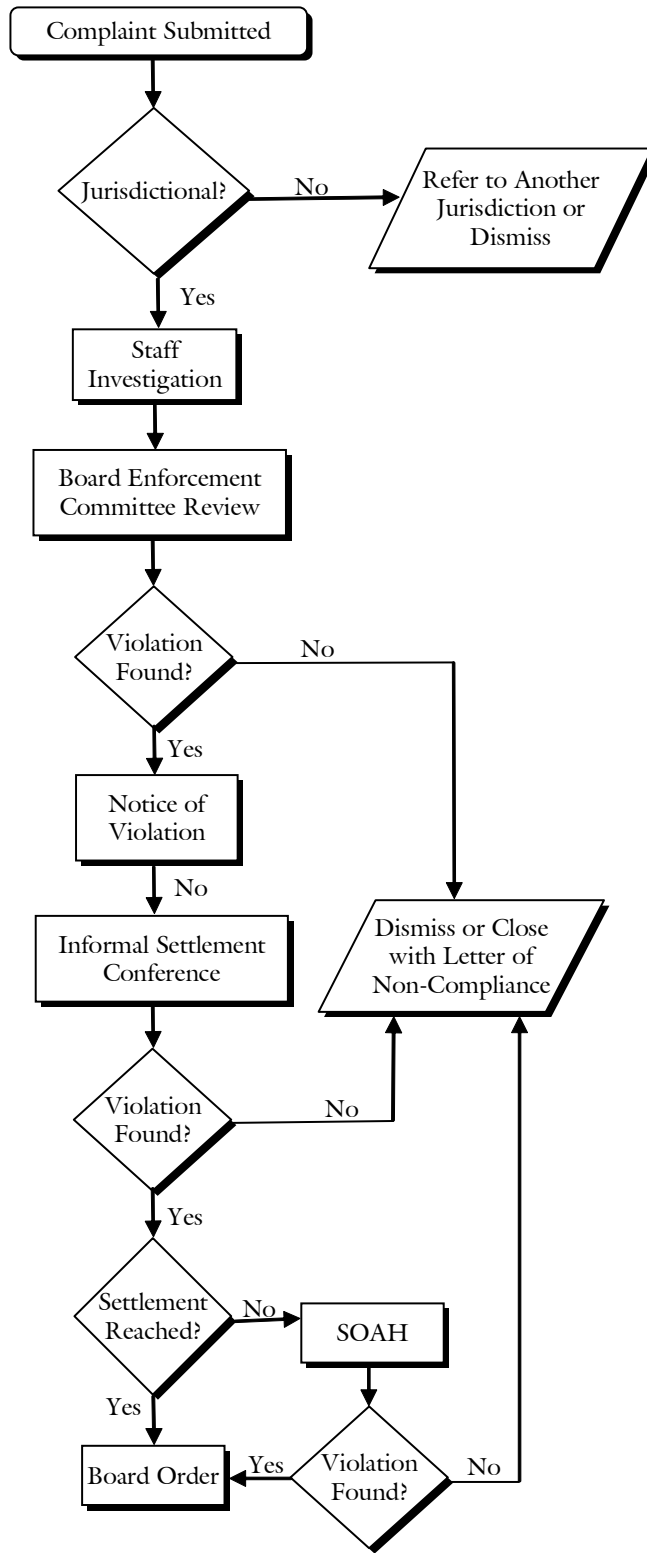 Complaint Submitted
Jurisdictional?
No
Refer to Another
Jurisdiction or
Dismiss
Yes
Staff
Investigation
Board Enforcement
Committee Review
Violation
Found?
No
Yes
Notice of
Violation
No
Informal Settlement
Conference
Dismiss or Close
with Letter of
Non-Compliance
Violation
Found?
No
Yes
Settlement
Reached?
No
SOAH
Yes
Board Order
Yes
Violation
Found?
No